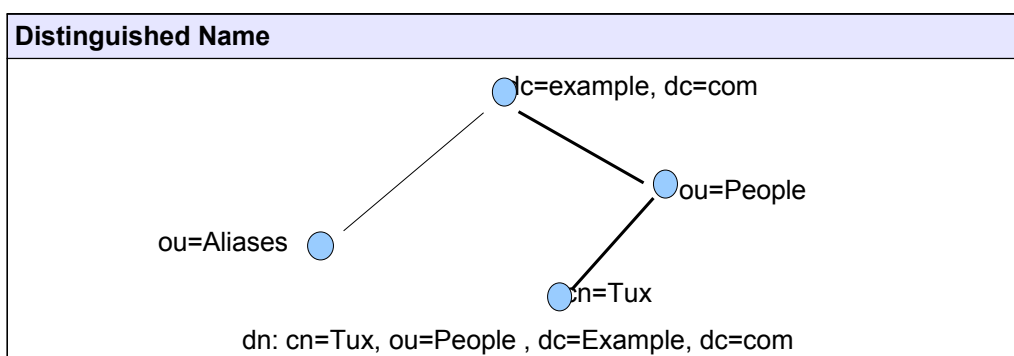 Distinguished Name
dc=example, dc=com
ou=People
ou=Aliases
cn=Tux
dn: cn=Tux, ou=People , dc=Example, dc=com